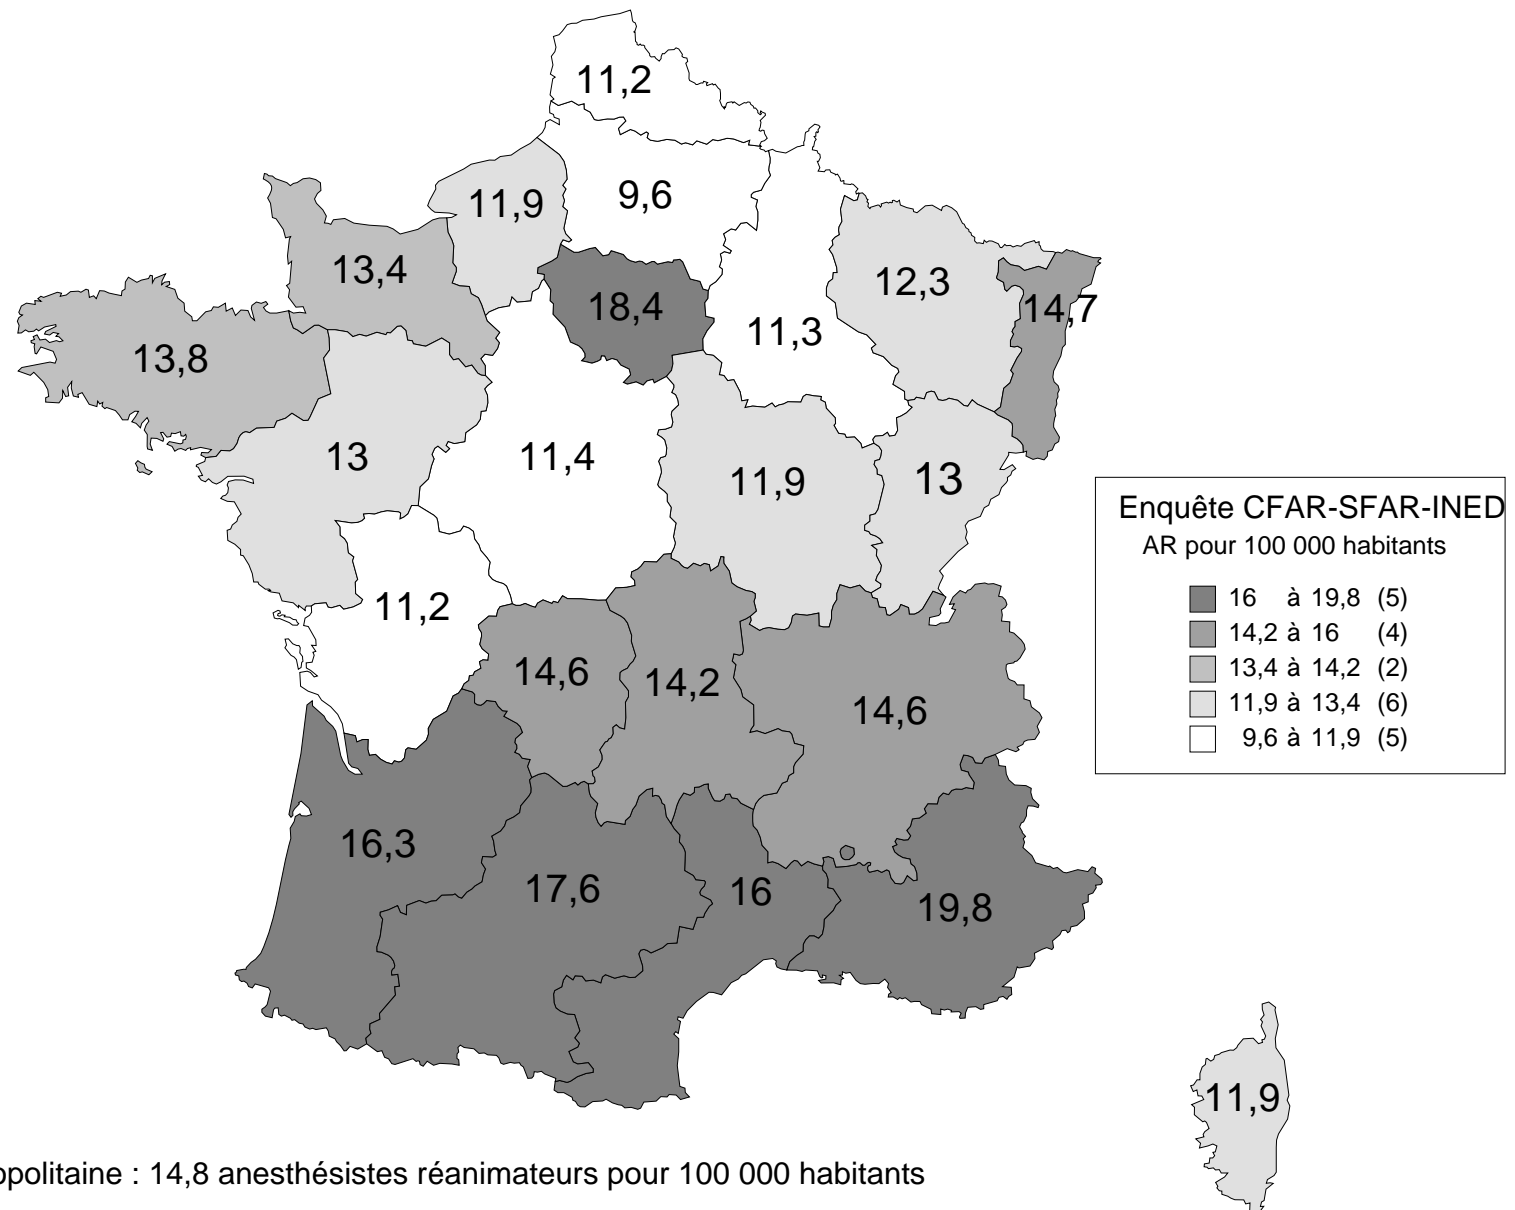 11,2
9,6
11,9
13,4
18,4
12,3
14,7
11,3
13,8
13
11,4
11,9
13
Enquête CFAR-SFAR-INED
AR pour 100 000 habitants
16 à 19,8 (5)
14,2 à 16 (4)
13,4 à 14,2 (2)
11,9 à 13,4 (6)
9,6 à 11,9 (5)
11,2
14,6
14,2
14,6
16,3
17,6
16
19,8
11,9
opolitaine : 14,8 anesthésistes réanimateurs pour 100 000 habitants